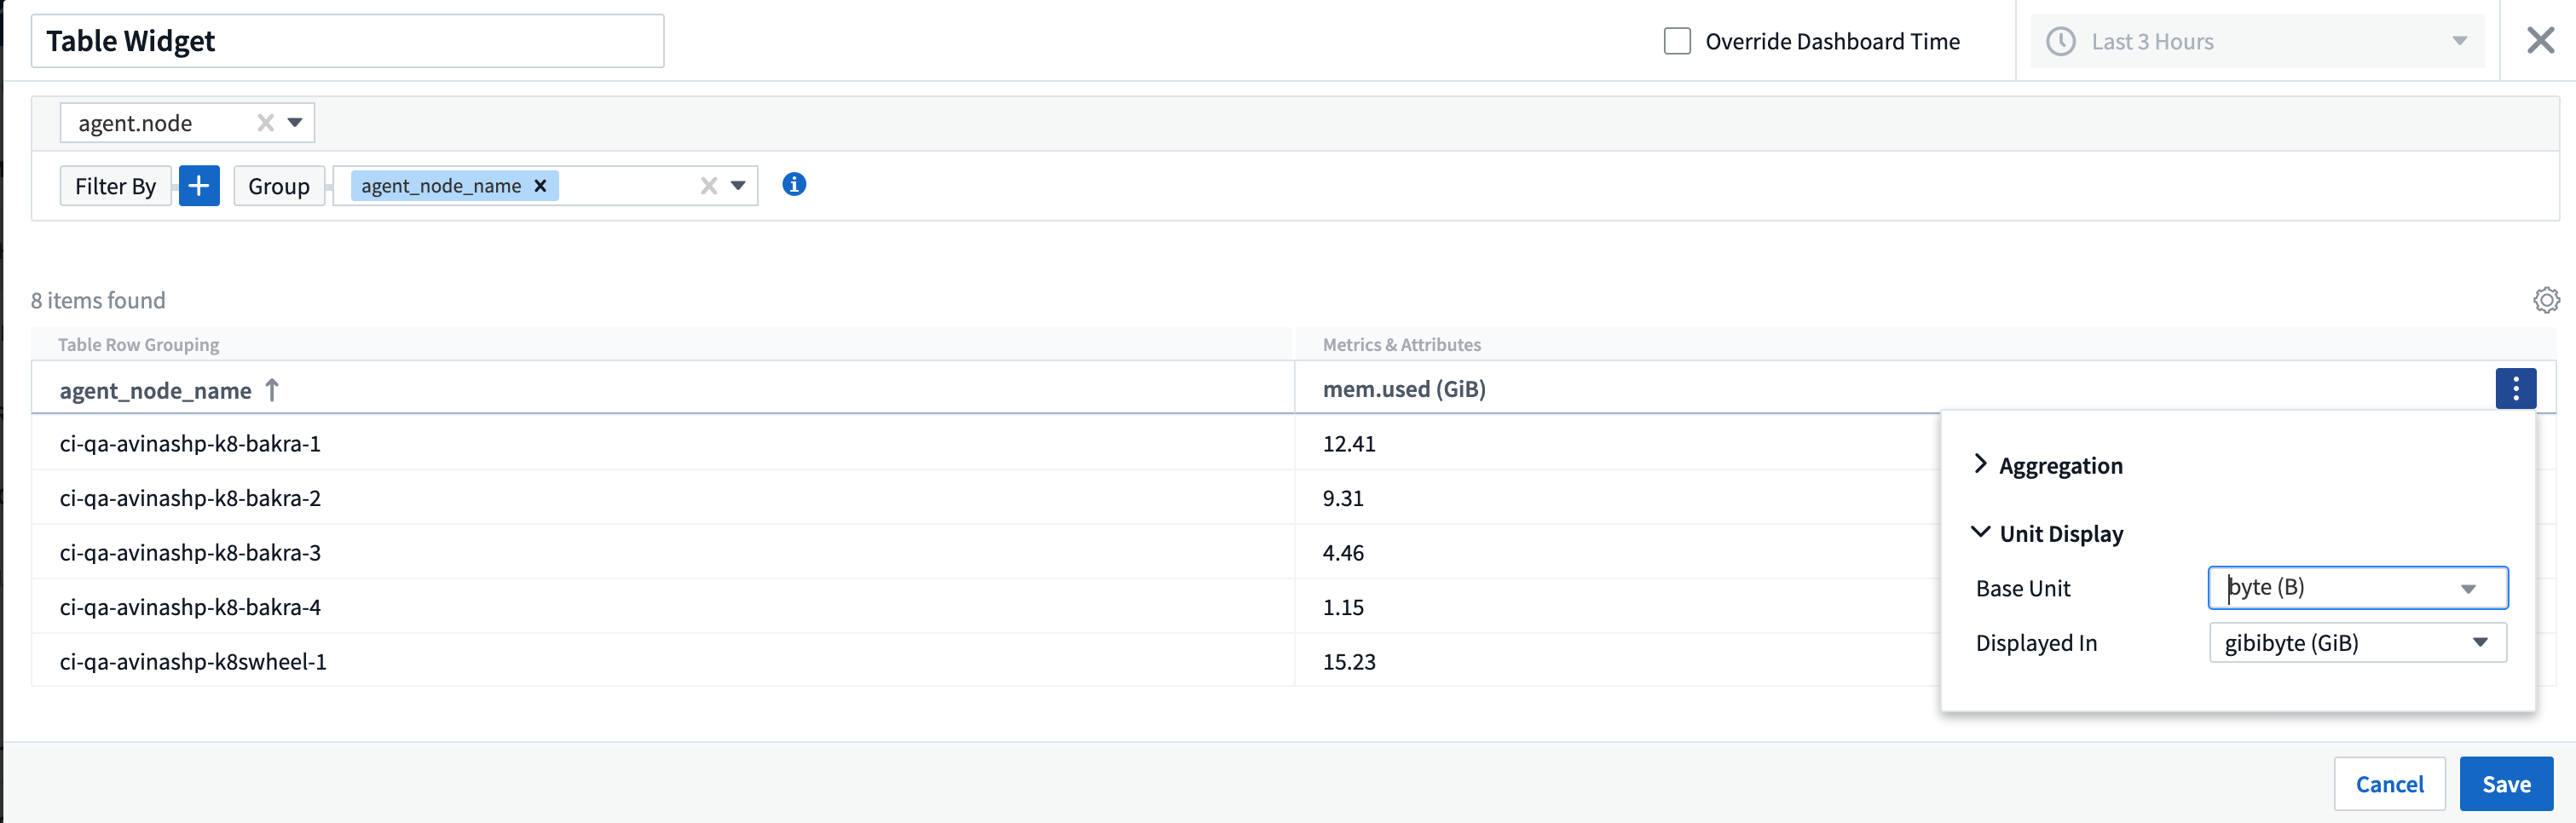 Table Widget
Override Dashboard Time
Last 3 Hours
agent.node
Filter By
Group
agent_node_name
8 items found
Table Row Grouping
Metrics & Attributes
agent_node_name ↑
mem.used (GiB)
ci-qa-avinashp-k8-bakra-1
12.41
ci-qa-avinashp-k8-bakra-2
9.31
ci-qa-avinashp-k8-bakra-3
4.46
ci-qa-avinashp-k8-bakra-4
1.15
ci-qa-avinashp-k8swheel-1
15.23
Aggregation
Unit Display
Base Unit
byte (B)
Displayed In
gibibyte (GiB)
Cancel
Save